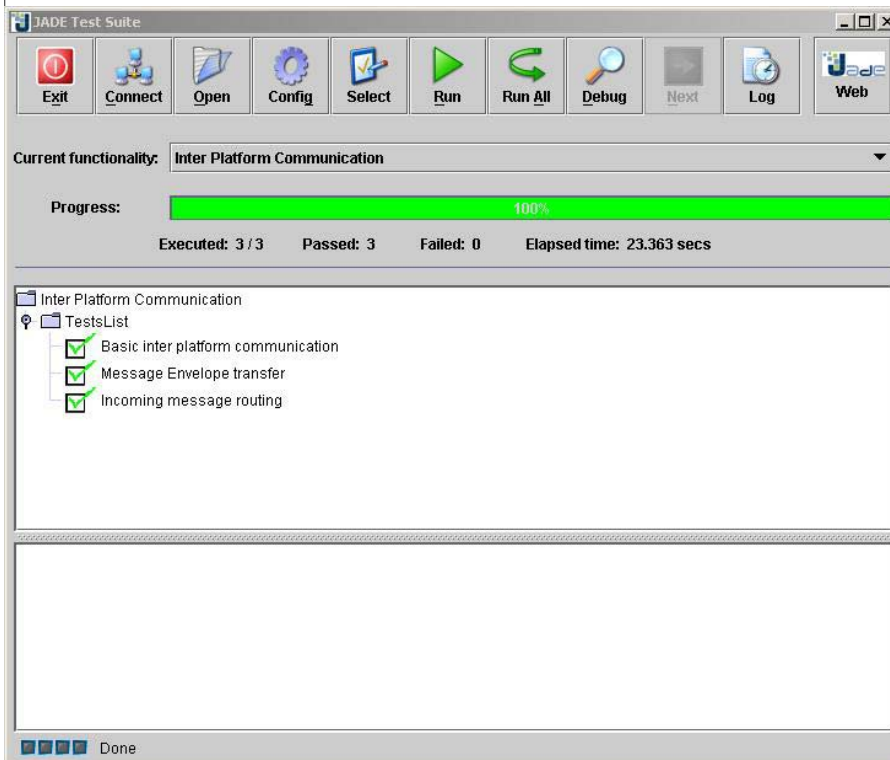 JADE Test Suite
Exit Connect Open Config Select Run Run All Debug Next Log Jade Web
Current functionality: Inter Platform Communication
Progress: 100%
Executed: 3 / 3 Passed: 3 Failed: 0 Elapsed time: 23.363 secs
Inter Platform Communication
TestsList
Basic inter platform communication
Message Envelope transfer
Incoming message routing
Done